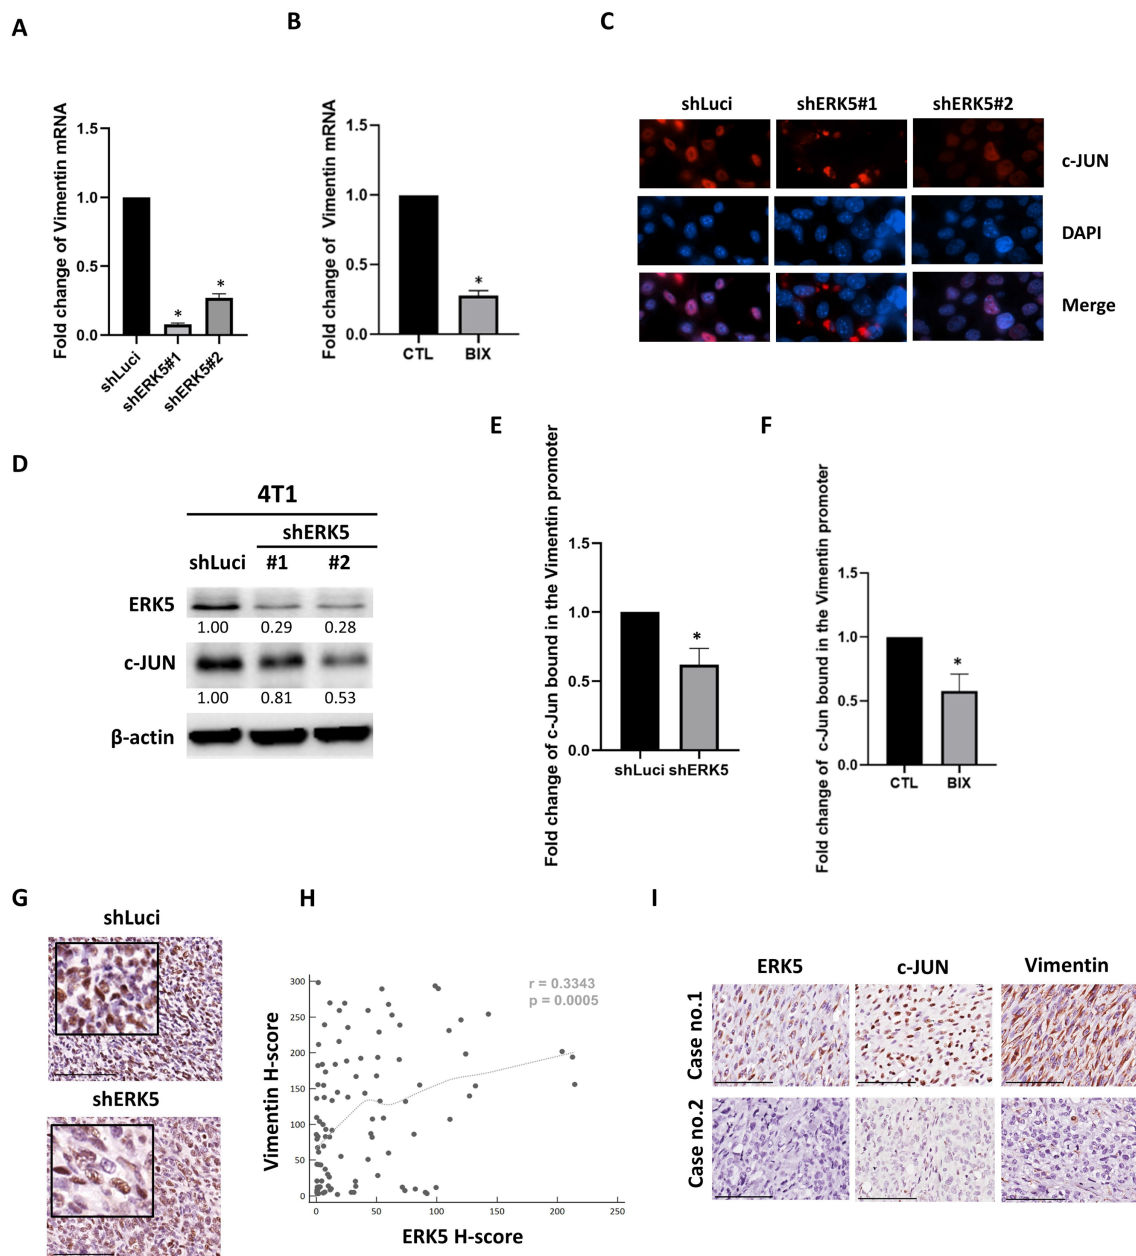 A
B
C
Fold change of Vimentin mRNA
1.5
1.0
0.5
0.0
*
*
shLuci
shERK5#1
shERK5#2
Fold change of Vimentin mRNA
1.5
1.0
0.5
0.0
*
CTL BIX
shLuci shERK5#1 shERK5#2
c-JUN
DAPI
Merge
D
4T1
shERK5
shLuci #1 #2
ERK5
1.00 0.29 0.28
c-JUN
1.00 0.81 0.53
β-actin
E
Fold change of c-Jun bound in the Vimentin promoter
1.5
1.0
0.5
0.0
*
shLuci shERK5
F
Fold change of c-Jun bound in the Vimentin promoter
1.5
1.0
0.5
0.0
*
CTL BIX
G
shLuci
shERK5
H
Vimentin H-score
300
250
200
150
100
50
0
r = 0.3343
p = 0.0005
0 50 100 150 200 250
ERK5 H-score
I
ERK5 c-JUN Vimentin
Case no.1
Case no.2